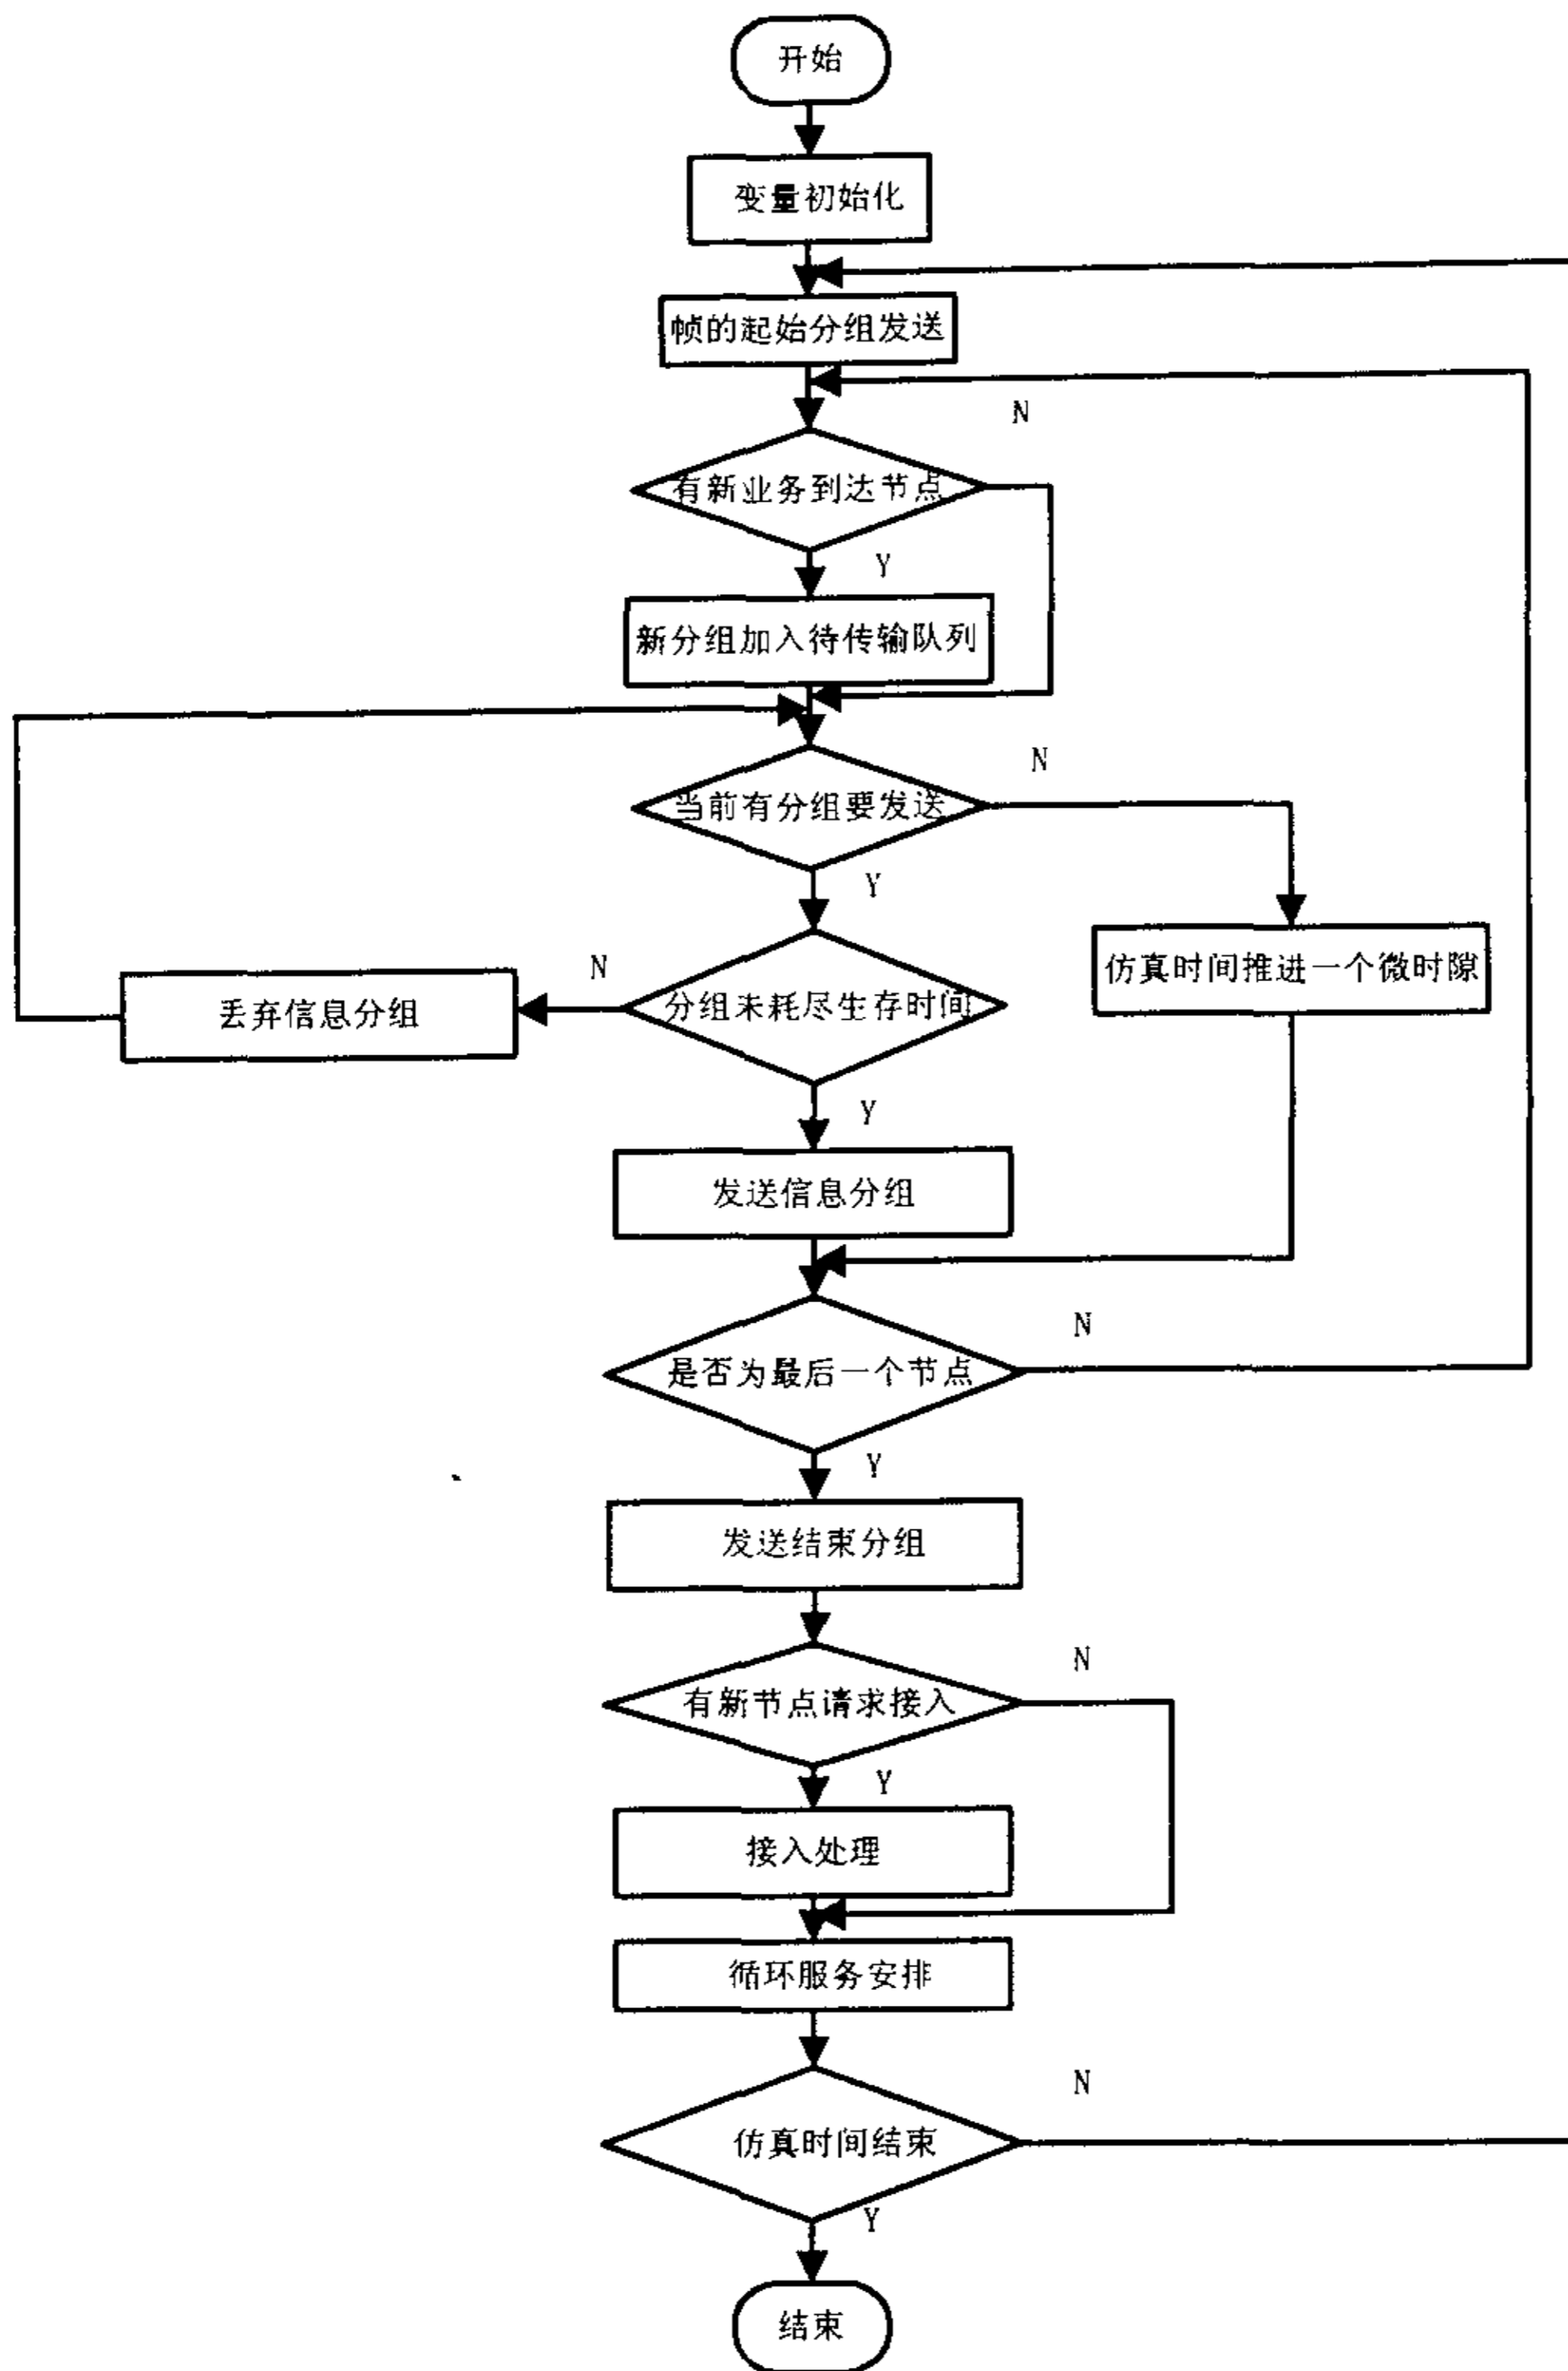 开始
变量初始化
帧的起始分组发送
N
有新业务到达节点
Y
新分组加入待传输队列
N
当前有分组要发送
Y
仿真时间推进一个微时隙
N
分组未耗尽生存时间
丢弃信息分组
Y
发送信息分组
N
是否为最后一个节点
Y
发送结束分组
N
有新节点请求接入
Y
接入处理
循环服务安排
N
仿真时间结束
Y
结束